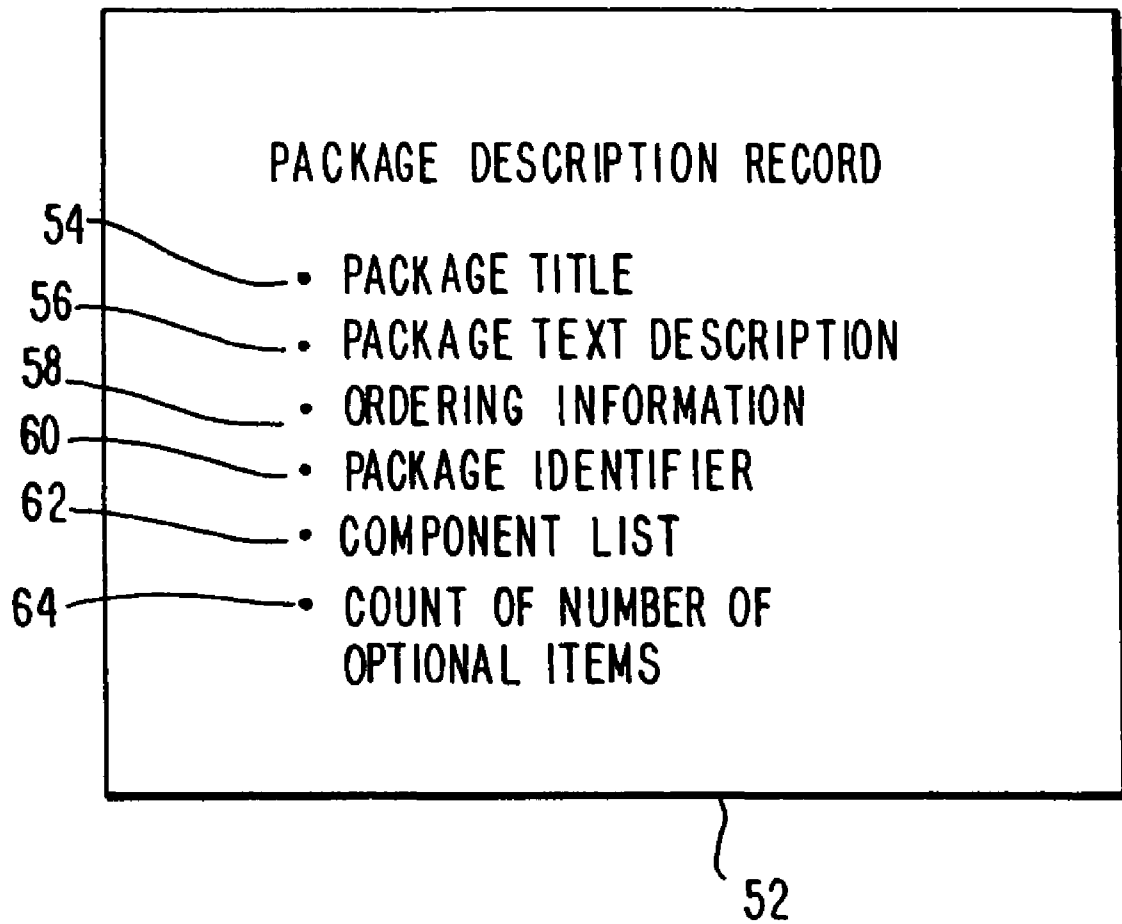 PACKAGE DESCRIPTION RECORD
54
• PACKAGE TITLE
56
• PACKAGE TEXT DESCRIPTION
58
• ORDERING INFORMATION
60
• PACKAGE IDENTIFIER
62
• COMPONENT LIST
64
• COUNT OF NUMBER OF
OPTIONAL ITEMS
52